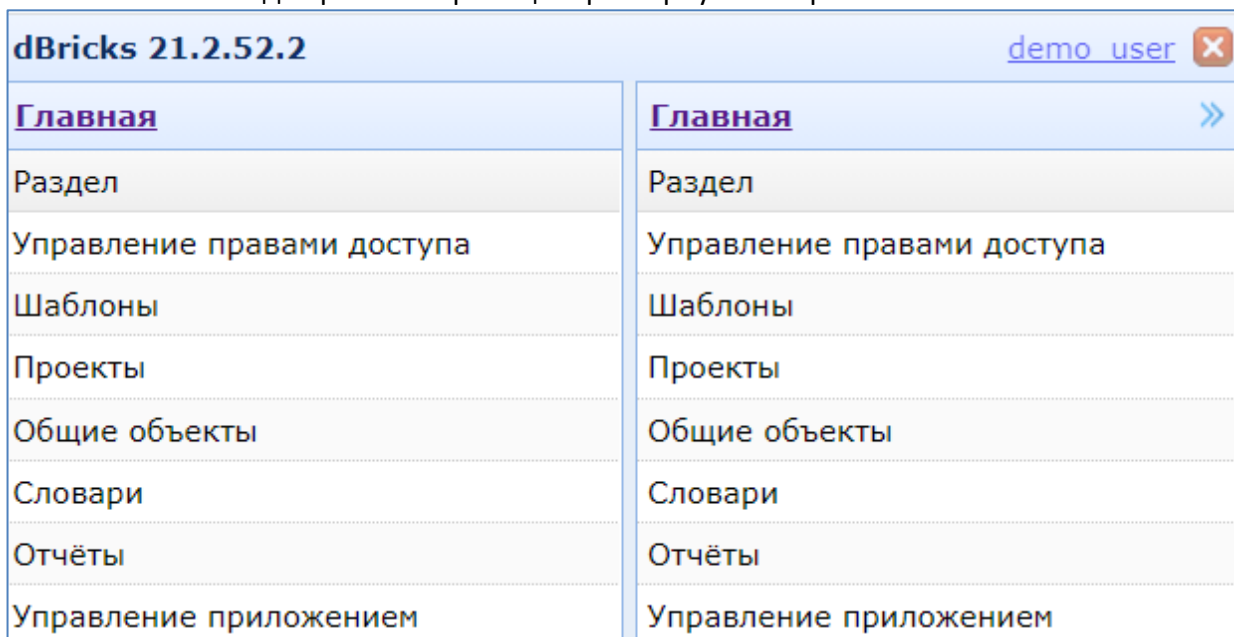 dBricks 21.2.52.2 demo_user
Главная Главная
Раздел Раздел
Управление правами доступа Управление правами доступа
Шаблоны Шаблоны
Проекты Проекты
Общие объекты Общие объекты
Словари Словари
Отчёты Отчёты
Управление приложением Управление приложением